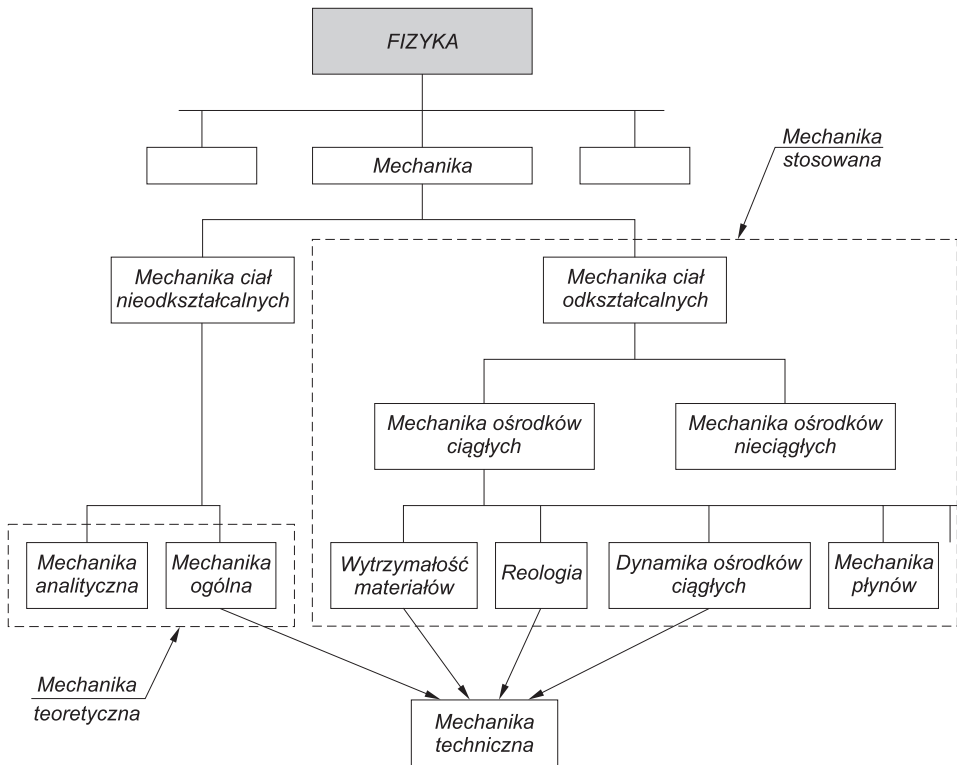 FIZYKA
Mechanika
Mechanika
stosowana
Mechanika ciał
nieodkształcalnych
Mechanika ciał
odkształcalnych
Mechanika ośrodków
ciągłych
Mechanika ośrodków
nieciągłych
Mechanika
analityczna
Mechanika
ogólna
Wytrzymałość
materiałów
Reologia
Dynamika ośrodków
ciągłych
Mechanika
płynów
Mechanika
teoretyczna
Mechanika
techniczna